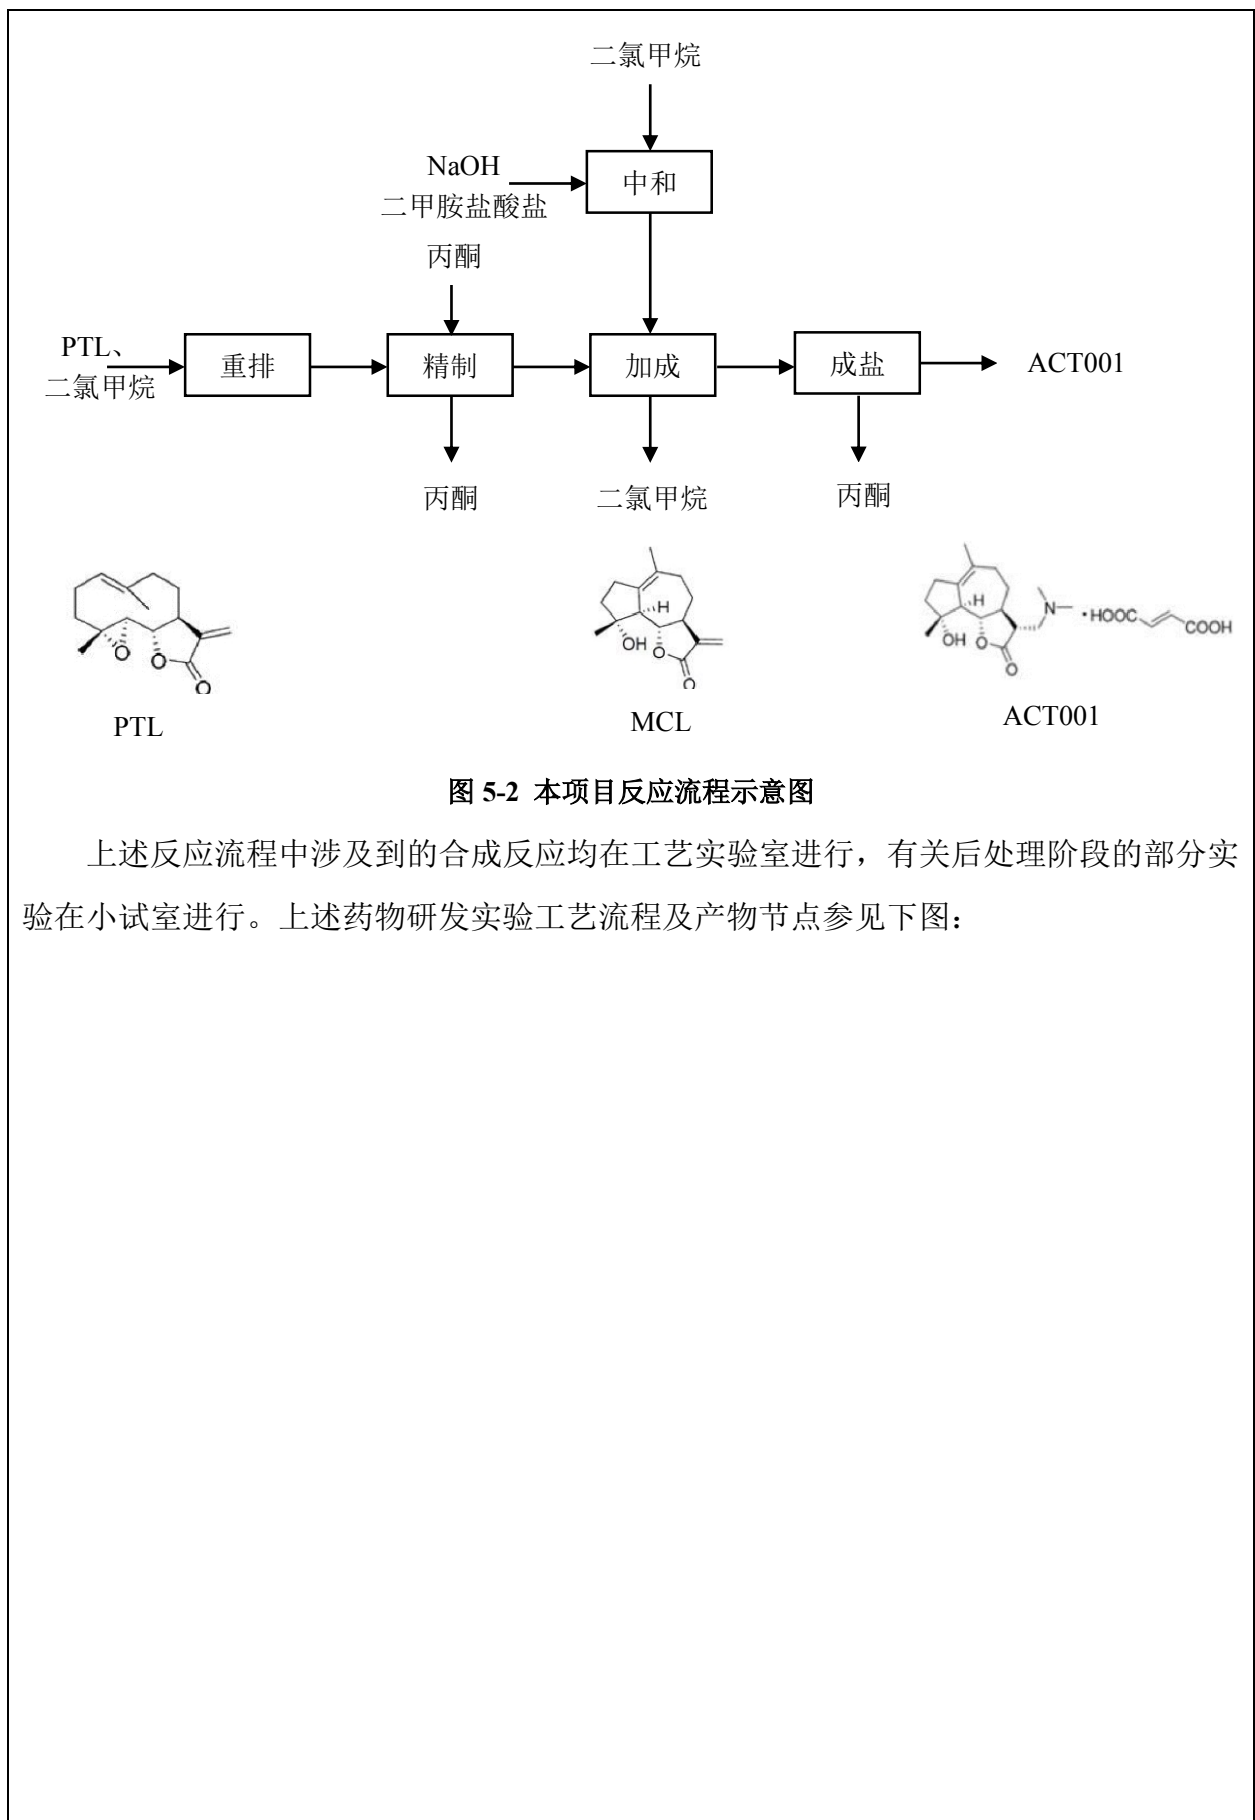 二氯甲烷
NaOH
二甲胺盐酸盐
中和
丙酮
PTL、
二氯甲烷
重排
精制
加成
成盐
ACT001
丙酮
二氯甲烷
丙酮
H
OH
O
O
O
O
O
H
OH
O
O
N
·HOOC
COOH
PTL
MCL
ACT001
图 5-2 本项目反应流程示意图
上述反应流程中涉及到的合成反应均在工艺实验室进行，有关后处理阶段的部分实
验在小试室进行。上述药物研发实验工艺流程及产物节点参见下图：